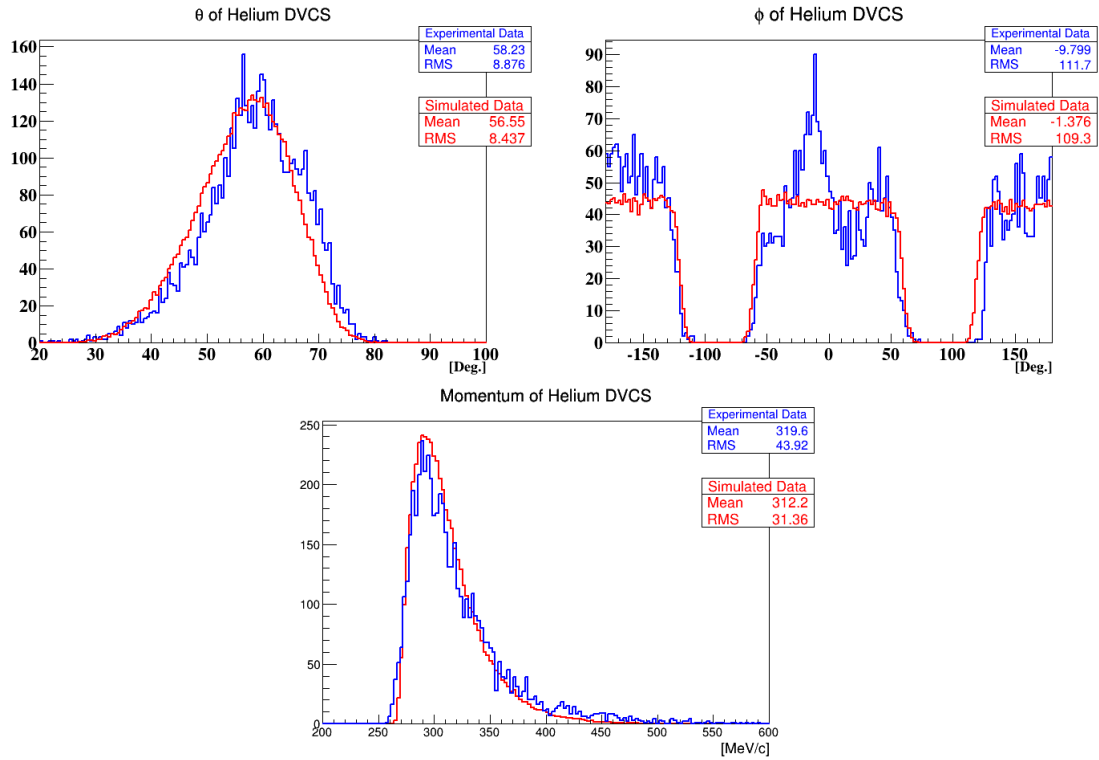 θ of Helium DVCS
Experimental Data
Mean 58.23
RMS 8.876
Simulated Data
Mean 56.55
RMS 8.437
160
140
120
100
80
60
40
20
0
20 30 40 50 60 70 80 90 100
[Deg.]
ϕ of Helium DVCS
Experimental Data
Mean -9.799
RMS 111.7
Simulated Data
Mean -1.376
RMS 109.3
90
80
70
60
50
40
30
20
10
0
-150 -100 -50 0 50 100 150
[Deg.]
Momentum of Helium DVCS
Experimental Data
Mean 319.6
RMS 43.92
Simulated Data
Mean 312.2
RMS 31.36
250
200
150
100
50
0
200 250 300 350 400 450 500 550 600
[MeV/c]